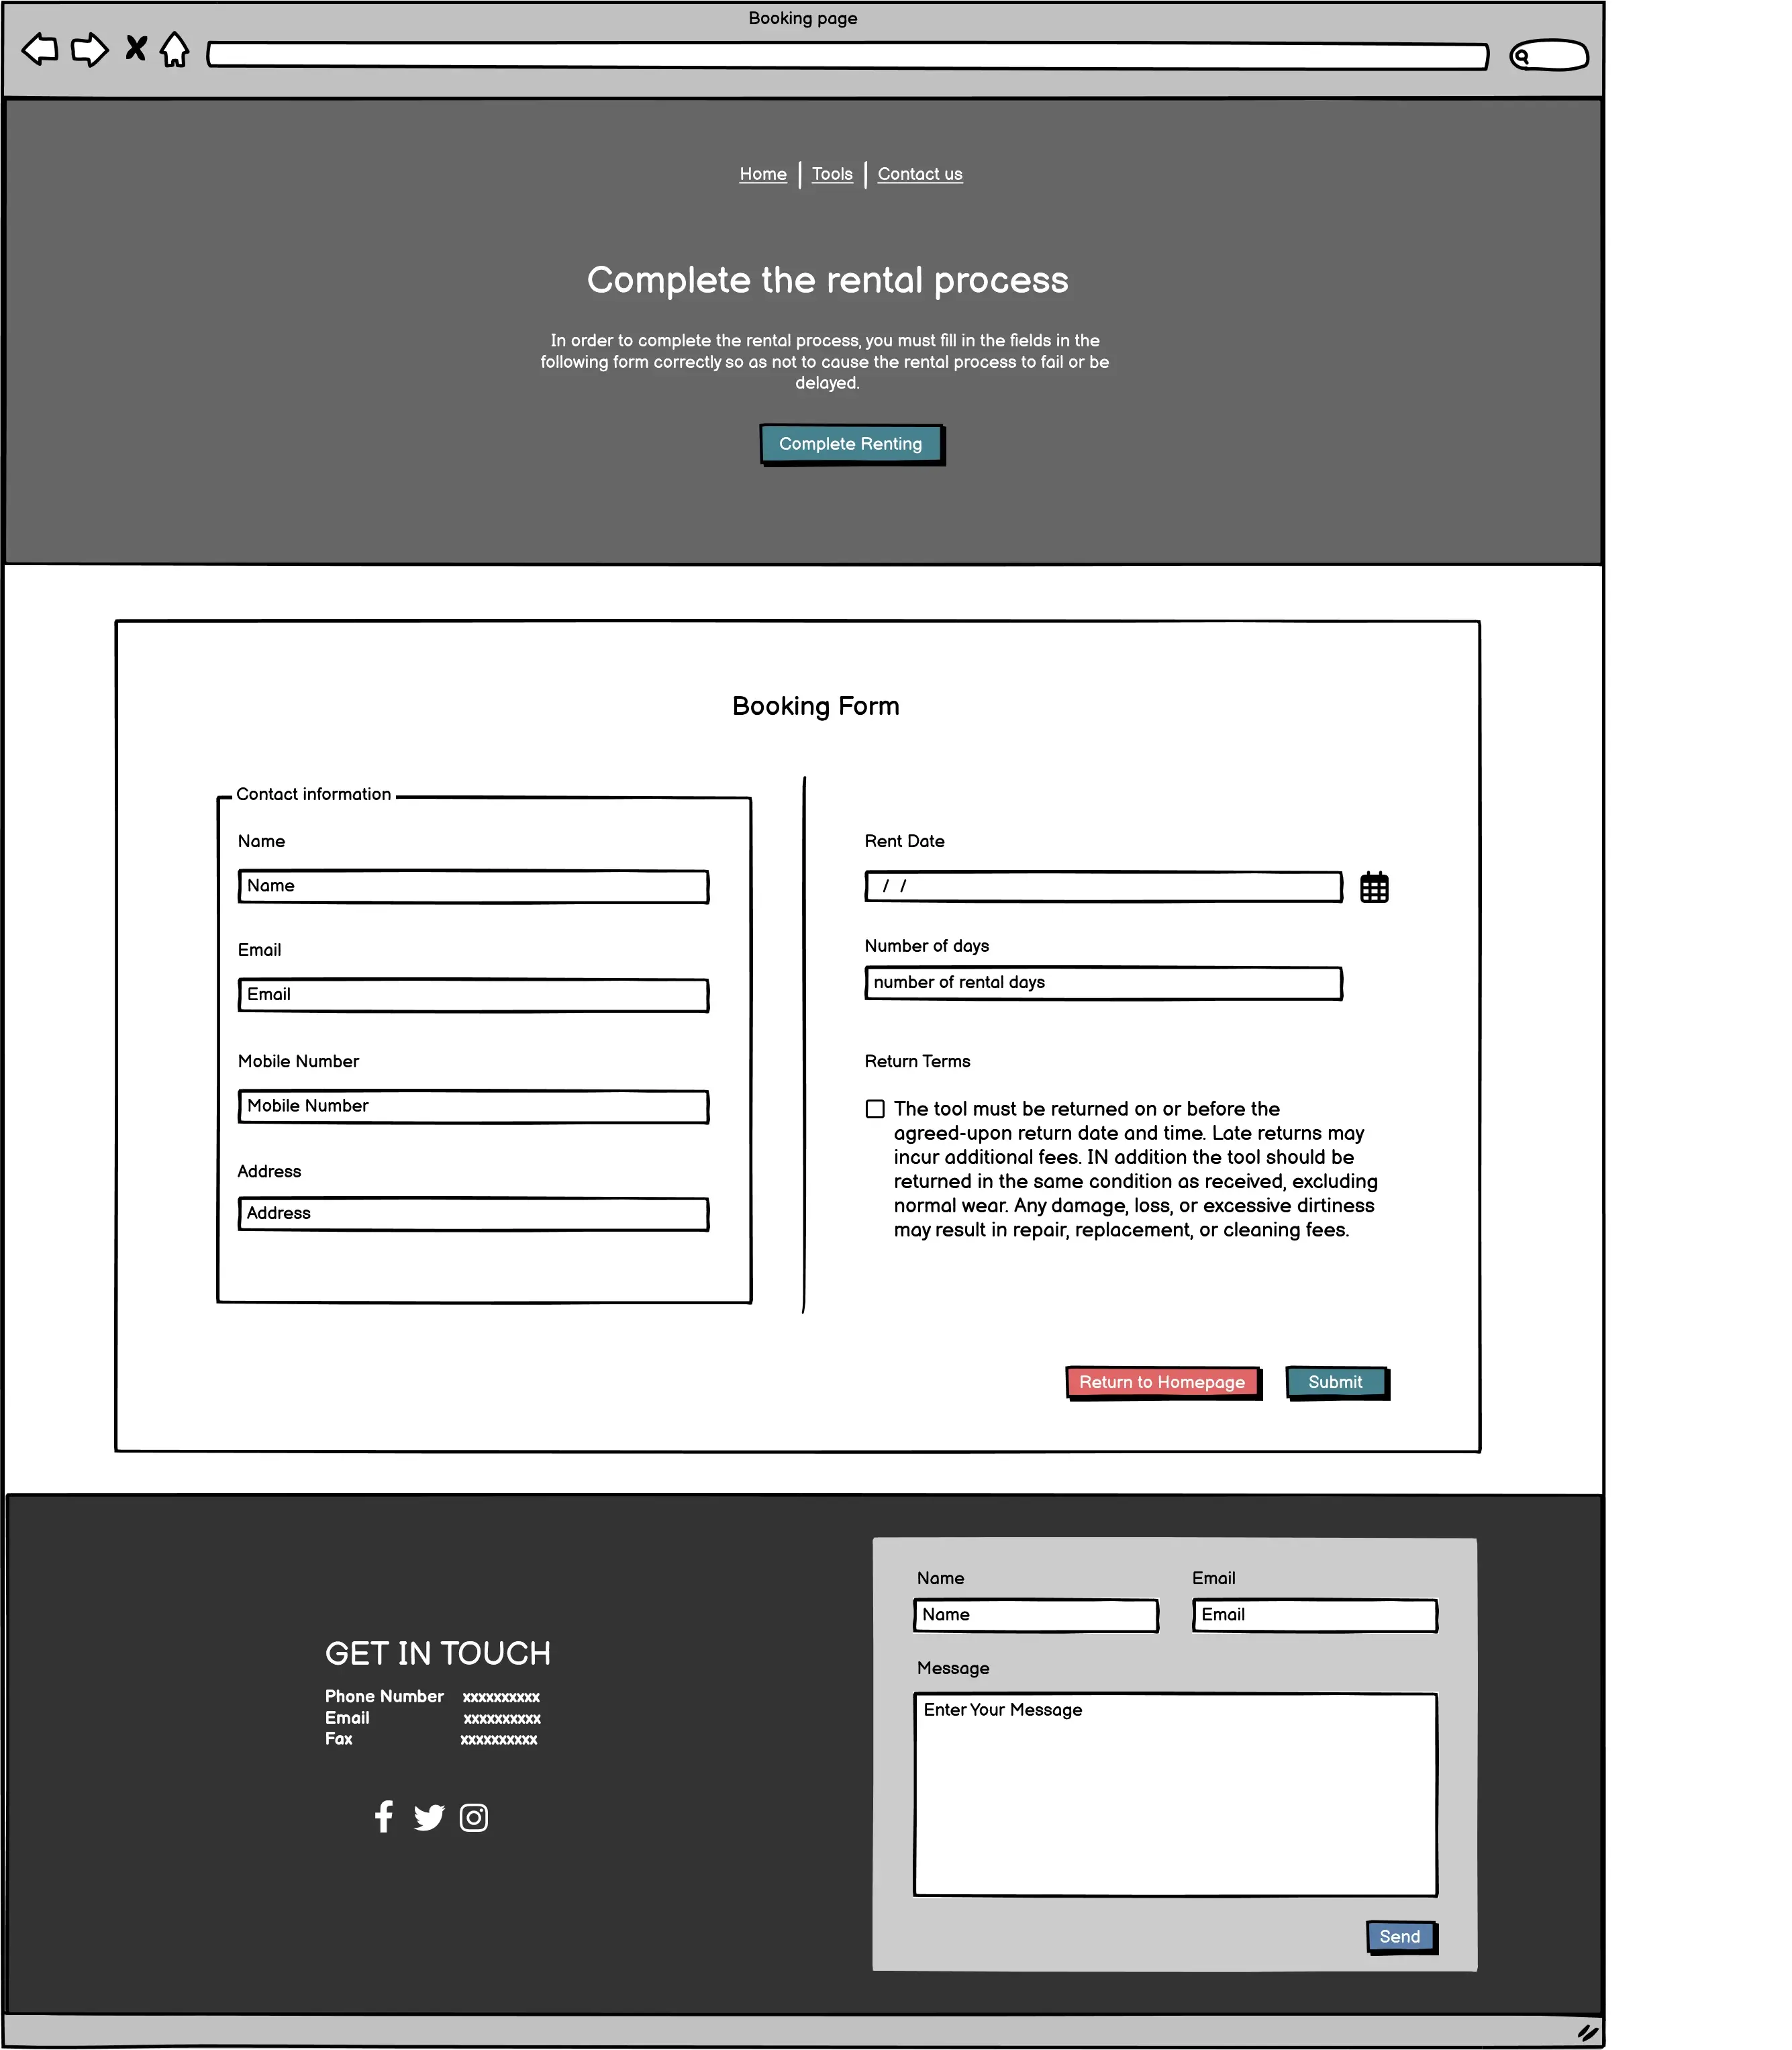 Booking page
Home | Tools | Contact us
Complete the rental process
In order to complete the rental process, you must fill in the fields in the
following form correctly so as not to cause the rental process to fail or be
delayed.
Complete Renting
Booking Form
Contact information
Name
Name
Email
Email
Mobile Number
Mobile Number
Address
Address
Rent Date
/ /
Number of days
number of rental days
Return Terms
The tool must be returned on or before the
agreed-upon return date and time. Late returns may
incur additional fees. IN addition the tool should be
returned in the same condition as received, excluding
normal wear. Any damage, loss, or excessive dirtiness
may result in repair, replacement, or cleaning fees.
Return to Homepage
Submit
GET IN TOUCH
Phone Number xxxxxxxxxx
Email xxxxxxxxxx
Fax xxxxxxxxxx
Name
Name
Email
Email
Message
Enter Your Message
Send